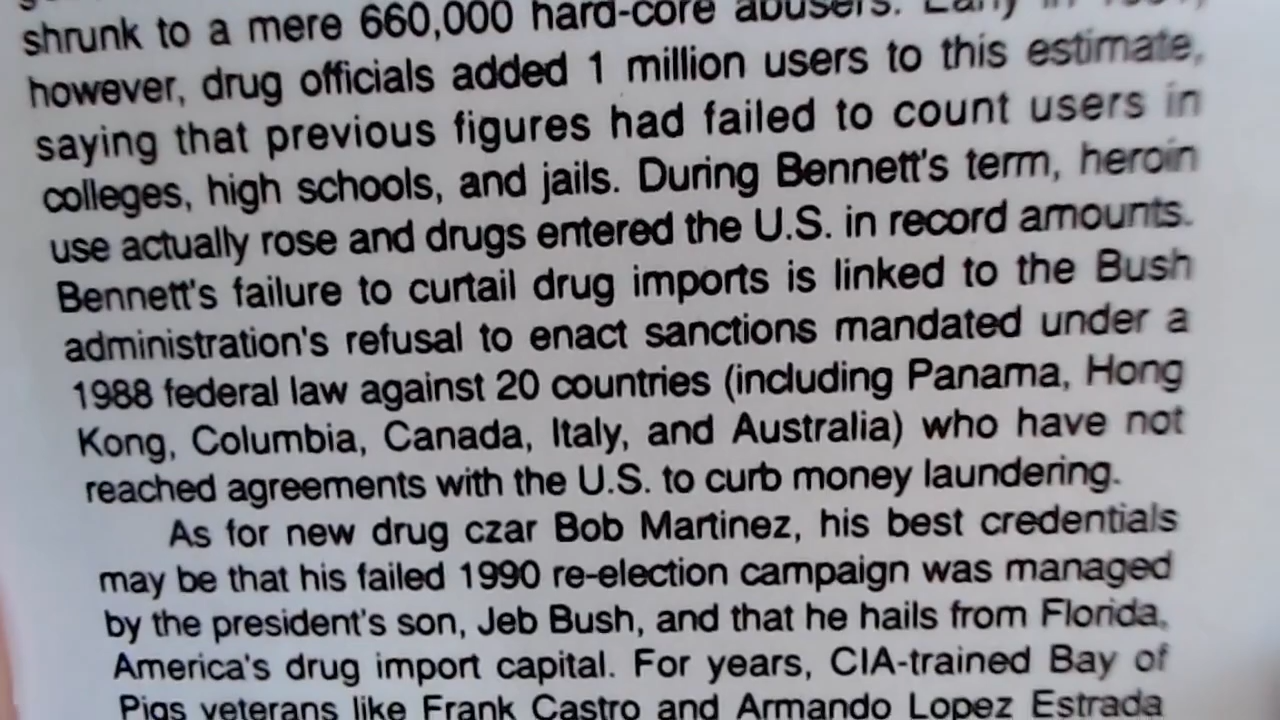 shrunk to a mere 660,000 hard-core abusers. Early in
however, drug officials added 1 million users to this estimate,
saying that previous figures had failed to count users in
colleges, high schools, and jails. During Bennett's term, heroin
use actually rose and drugs entered the U.S. in record amounts.
Bennett's failure to curtail drug imports is linked to the Bush
administration's refusal to enact sanctions mandated under a
1988 federal law against 20 countries (including Panama, Hong
Kong, Columbia, Canada, Italy, and Australia) who have not
reached agreements with the U.S. to curb money laundering.
As for new drug czar Bob Martinez, his best credentials
may be that his failed 1990 re-election campaign was managed
by the president's son, Jeb Bush, and that he hails from Florida,
America's drug import capital. For years, CIA-trained Bay of
Pigs veterans like Frank Castro and Armando Lopez Estrada